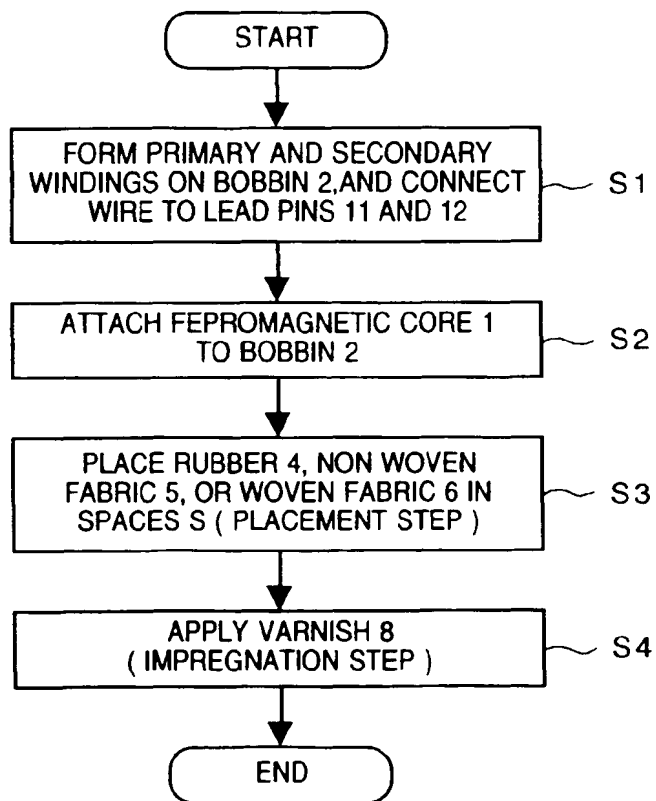 START
FORM PRIMARY AND SECONDARY
WINDINGS ON BOBBIN 2,AND CONNECT
WIRE TO LEAD PINS 11 AND 12
S1
ATTACH FEPROMAGNETIC CORE 1
TO BOBBIN 2
S2
PLACE RUBBER 4, NON WOVEN
FABRIC 5, OR WOVEN FABRIC 6 IN
SPACES S ( PLACEMENT STEP )
S3
APPLY VARNISH 8
( IMPREGNATION STEP )
S4
END